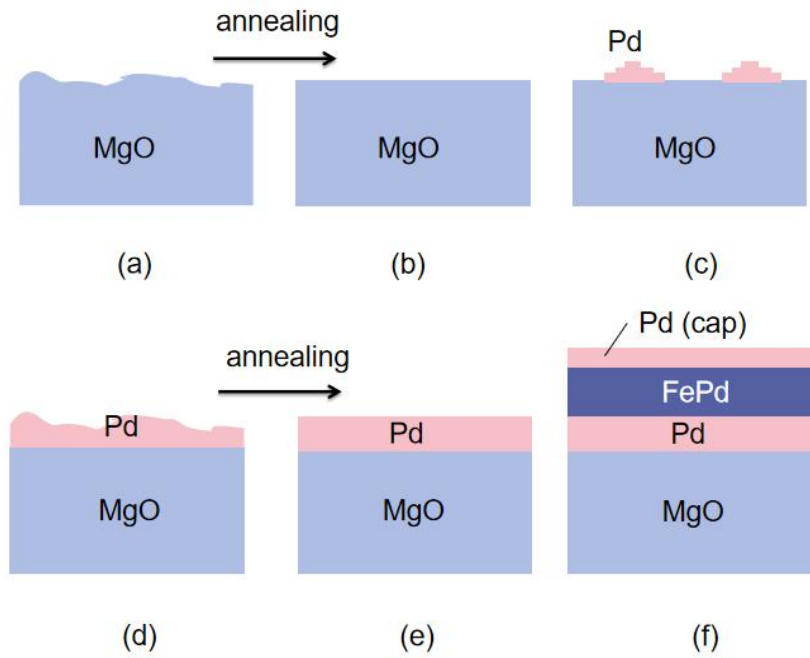 annealing
Pd
MgO
MgO
MgO
(a)
(b)
(c)
Pd (cap)
annealing
FePd
Pd
Pd
Pd
MgO
MgO
MgO
(d)
(e)
(f)